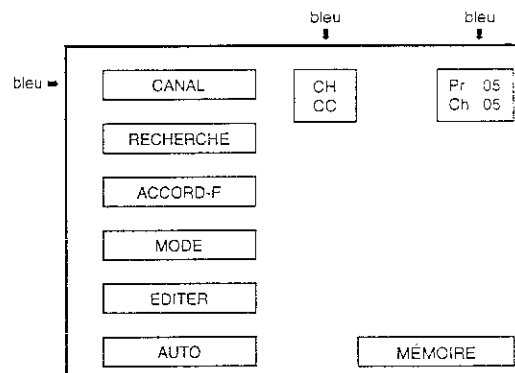 bleu bleu
bleu CANAL CH Pr 05
CC Ch 05
RECHERCHE
ACCORD-F
MODE
EDITER
AUTO MÉMOIRE